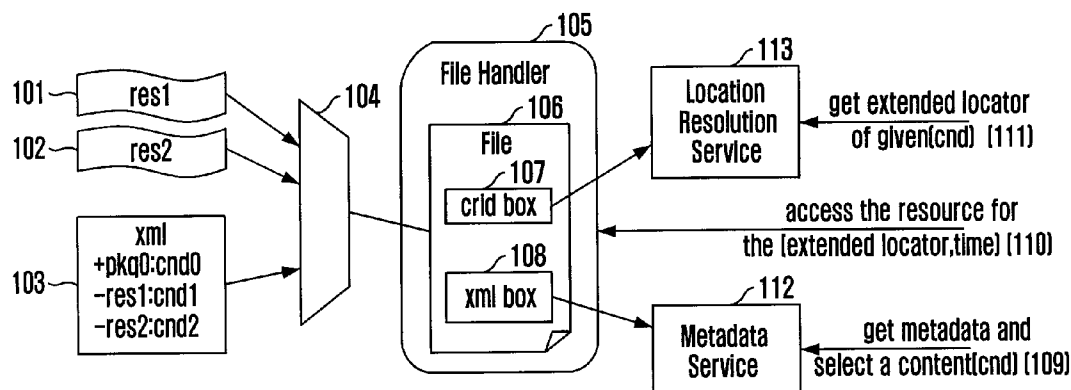 101
res1
102
res2
103
xml
+pkq0:cnd0
-res1:cnd1
-res2:cnd2
104
105
File Handler
106
File
107
crid box
108
xml box
113
Location
Resolution
Service
get extended locator
of given(cnd) [111]
access the resource for
the [extended locator,time] [110]
112
Metadata
Service
get metadata and
select a content(cnd) [109]